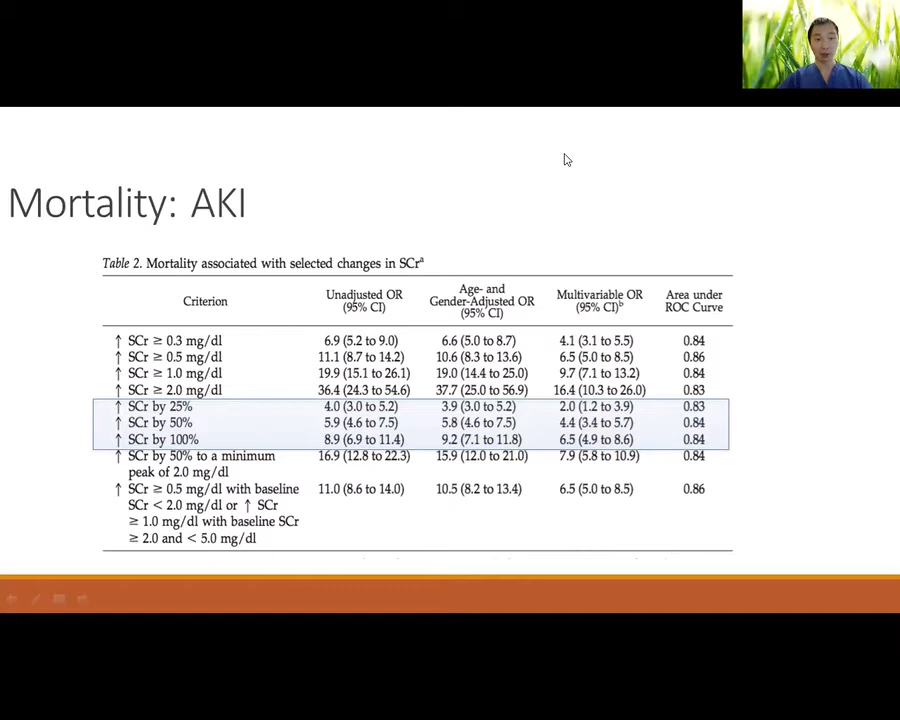 Mortality: AKI
Table 2. Mortality associated with selected changes in SCrᵃ
Criterion Unadjusted OR (95% CI) Age- and Gender-Adjusted OR (95% CI) Multivariable OR (95% CI)ᵇ Area under ROC Curve
↑ SCr ≥ 0.3 mg/dl 6.9 (5.2 to 9.0) 6.6 (5.0 to 8.7) 4.1 (3.1 to 5.5) 0.84
↑ SCr ≥ 0.5 mg/dl 11.1 (8.7 to 14.2) 10.6 (8.3 to 13.6) 6.5 (5.0 to 8.5) 0.86
↑ SCr ≥ 1.0 mg/dl 19.9 (15.1 to 26.1) 19.0 (14.4 to 25.0) 9.7 (7.1 to 13.2) 0.84
↑ SCr ≥ 2.0 mg/dl 36.4 (24.3 to 54.6) 37.7 (25.0 to 56.9) 16.4 (10.3 to 26.0) 0.83
↑ SCr by 25% 4.0 (3.0 to 5.2) 3.9 (3.0 to 5.2) 2.0 (1.2 to 3.9) 0.83
↑ SCr by 50% 5.9 (4.6 to 7.5) 5.8 (4.6 to 7.5) 4.4 (3.4 to 5.7) 0.84
↑ SCr by 100% 8.9 (6.9 to 11.4) 9.2 (7.1 to 11.8) 6.5 (4.9 to 8.6) 0.84
↑ SCr by 50% to a minimum 16.9 (12.8 to 22.3) 15.9 (12.0 to 21.0) 7.9 (5.8 to 10.9) 0.84
peak of 2.0 mg/dl
↑ SCr ≥ 0.5 mg/dl with baseline 11.0 (8.6 to 14.0) 10.5 (8.2 to 13.4) 6.5 (5.0 to 8.5) 0.86
SCr < 2.0 mg/dl or ↑ SCr
≥ 1.0 mg/dl with baseline SCr
≥ 2.0 and < 5.0 mg/dl